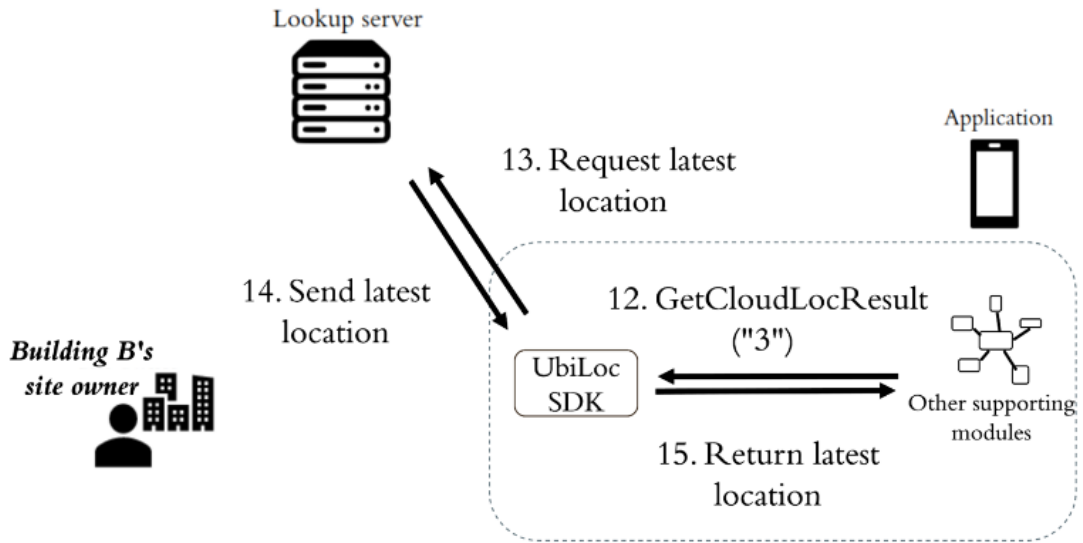 Lookup server
Application
13. Request latest
location
14. Send latest
location
12. GetCloudLocResult
("3")
Building B's
site owner
UbiLoc
SDK
Other supporting
modules
15. Return latest
location